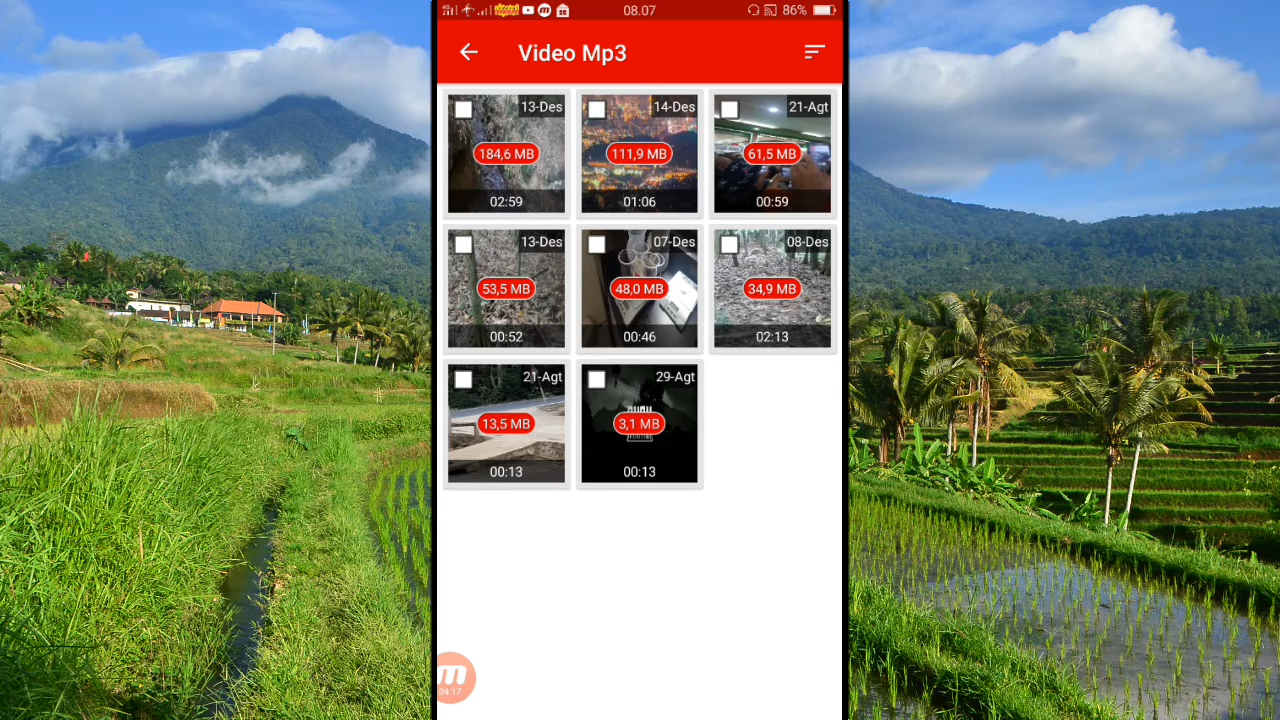 08.07
86%
Video Mp3
13-Des
184,6 MB
02:59
14-Des
111,9 MB
01:06
21-Agt
61,5 MB
00:59
13-Des
53,5 MB
00:52
07-Des
48,0 MB
00:46
08-Des
34,9 MB
02:13
21-Agt
13,5 MB
00:13
29-Agt
3,1 MB
00:13
04:17